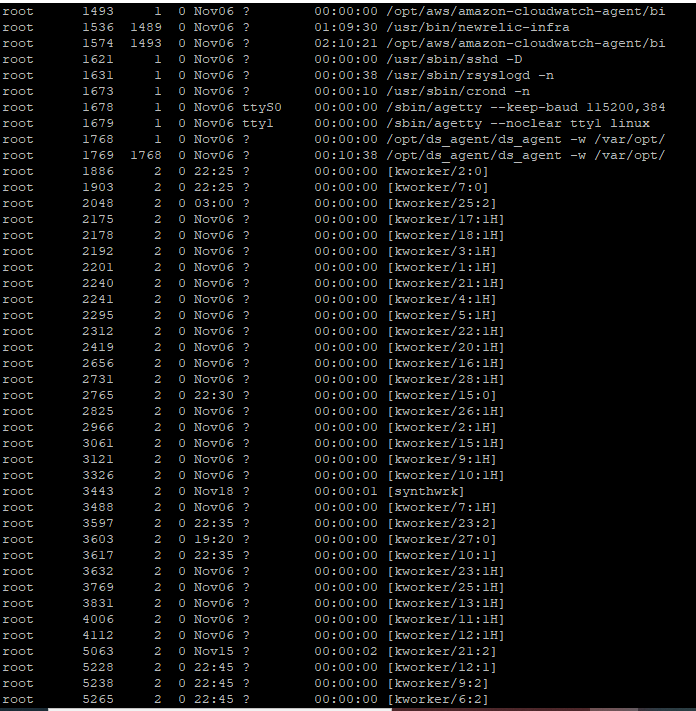 root 1493 1 0 Nov06 ? 00:00:00 /opt/aws/amazon-cloudwatch-agent/bi
root 1536 1489 0 Nov06 ? 01:09:30 /usr/bin/newrelic-infra
root 1574 1493 0 Nov06 ? 02:10:21 /opt/aws/amazon-cloudwatch-agent/bi
root 1621 1 0 Nov06 ? 00:00:00 /usr/sbin/sshd -D
root 1631 1 0 Nov06 ? 00:00:38 /usr/sbin/rsyslogd -n
root 1673 1 0 Nov06 ? 00:00:10 /usr/sbin/crond -n
root 1678 1 0 Nov06 ttyS0 00:00:00 /sbin/agetty --keep-baud 115200,384
root 1679 1 0 Nov06 tty1 00:00:00 /sbin/agetty --noclear tty1 linux
root 1768 1 0 Nov06 ? 00:00:00 /opt/ds_agent/ds_agent -w /var/opt/
root 1769 1768 0 Nov06 ? 00:10:38 /opt/ds_agent/ds_agent -w /var/opt/
root 1886 2 0 22:25 ? 00:00:00 [kworker/2:0]
root 1903 2 0 22:25 ? 00:00:00 [kworker/7:0]
root 2048 2 0 03:00 ? 00:00:00 [kworker/25:2]
root 2175 2 0 Nov06 ? 00:00:00 [kworker/17:1H]
root 2178 2 0 Nov06 ? 00:00:00 [kworker/18:1H]
root 2192 2 0 Nov06 ? 00:00:00 [kworker/3:1H]
root 2201 2 0 Nov06 ? 00:00:00 [kworker/1:1H]
root 2240 2 0 Nov06 ? 00:00:00 [kworker/21:1H]
root 2241 2 0 Nov06 ? 00:00:00 [kworker/4:1H]
root 2295 2 0 Nov06 ? 00:00:00 [kworker/5:1H]
root 2312 2 0 Nov06 ? 00:00:00 [kworker/22:1H]
root 2419 2 0 Nov06 ? 00:00:00 [kworker/20:1H]
root 2656 2 0 Nov06 ? 00:00:00 [kworker/16:1H]
root 2731 2 0 Nov06 ? 00:00:00 [kworker/28:1H]
root 2765 2 0 22:30 ? 00:00:00 [kworker/15:0]
root 2825 2 0 Nov06 ? 00:00:00 [kworker/26:1H]
root 2966 2 0 Nov06 ? 00:00:00 [kworker/2:1H]
root 3061 2 0 Nov06 ? 00:00:00 [kworker/15:1H]
root 3121 2 0 Nov06 ? 00:00:00 [kworker/9:1H]
root 3326 2 0 Nov06 ? 00:00:00 [kworker/10:1H]
root 3443 2 0 Nov18 ? 00:00:01 [synthwrk]
root 3488 2 0 Nov06 ? 00:00:00 [kworker/7:1H]
root 3597 2 0 22:35 ? 00:00:00 [kworker/23:2]
root 3603 2 0 19:20 ? 00:00:00 [kworker/27:0]
root 3617 2 0 22:35 ? 00:00:00 [kworker/10:1]
root 3632 2 0 Nov06 ? 00:00:00 [kworker/23:1H]
root 3769 2 0 Nov06 ? 00:00:00 [kworker/25:1H]
root 3831 2 0 Nov06 ? 00:00:00 [kworker/13:1H]
root 4006 2 0 Nov06 ? 00:00:00 [kworker/11:1H]
root 4112 2 0 Nov06 ? 00:00:00 [kworker/12:1H]
root 5063 2 0 Nov15 ? 00:00:02 [kworker/21:2]
root 5228 2 0 22:45 ? 00:00:00 [kworker/12:1]
root 5238 2 0 22:45 ? 00:00:00 [kworker/9:2]
root 5265 2 0 22:45 ? 00:00:00 [kworker/6:2]